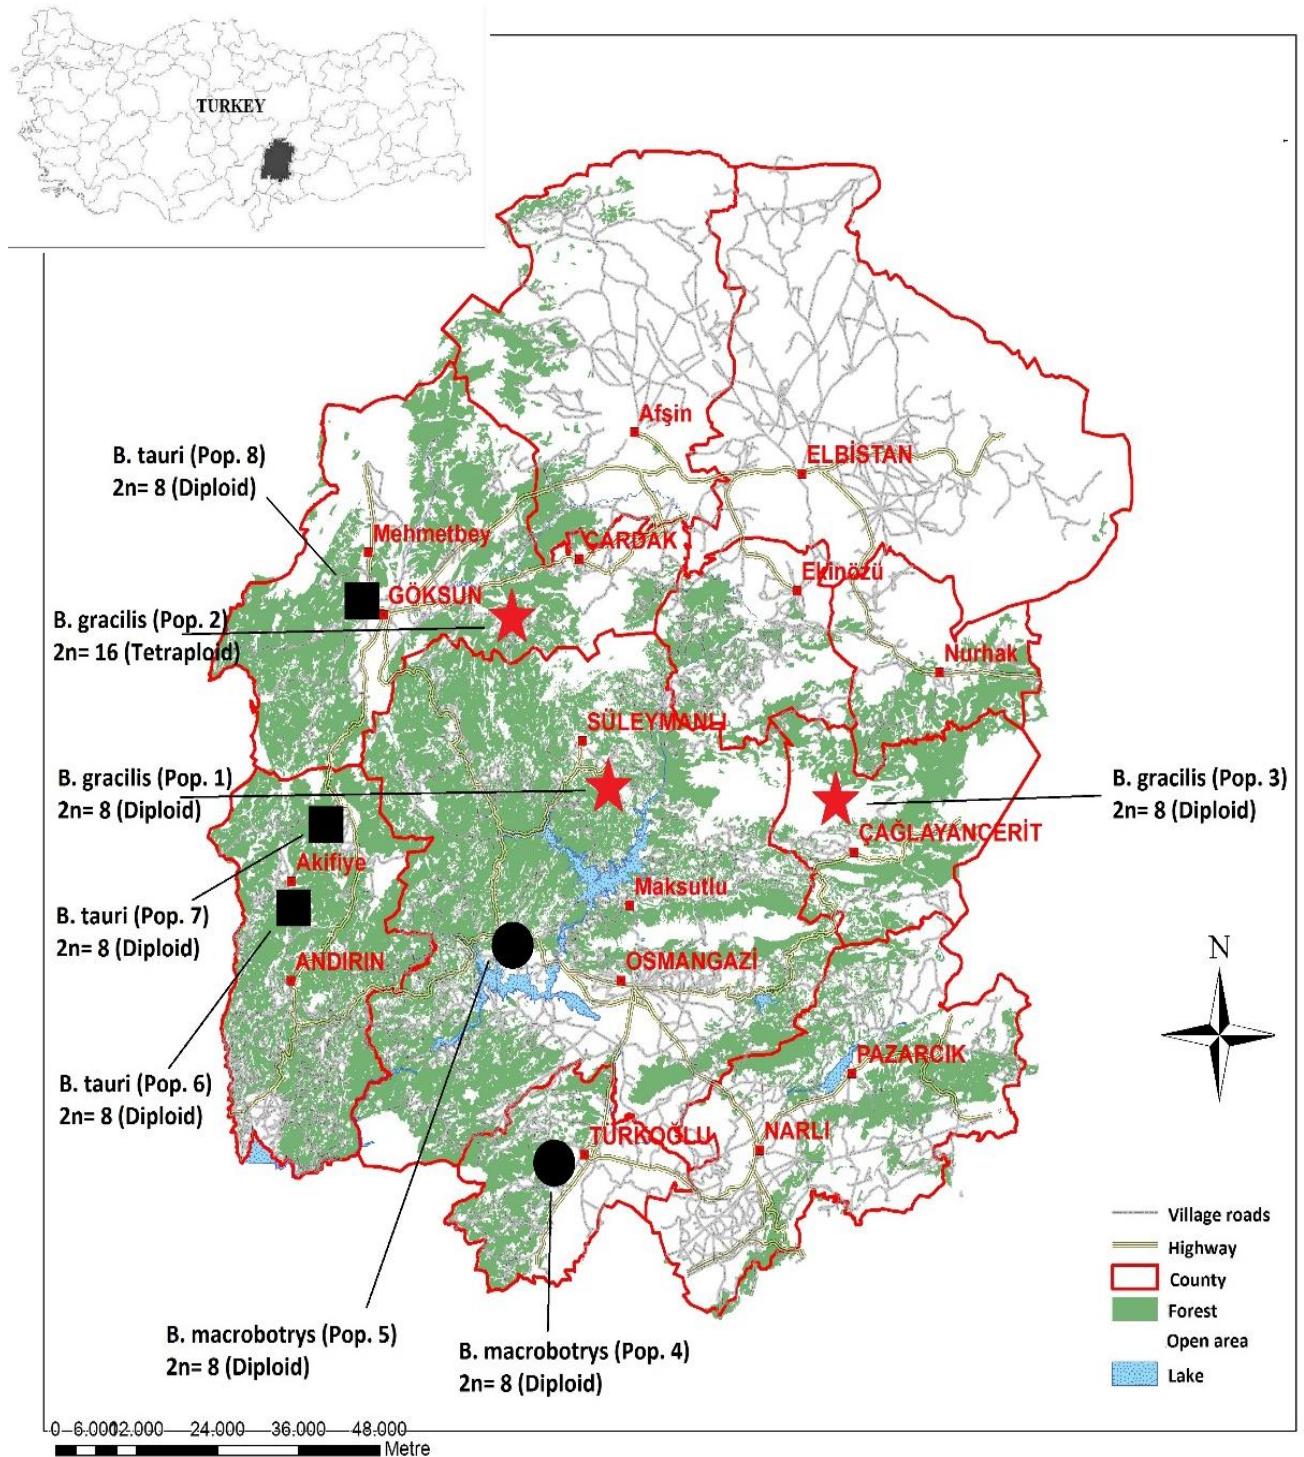 TURKEY
Afşin
ELBİSTAN
B. tauri (Pop. 8)
2n= 8 (Diploid)
Mehmetbey
ÇARDAK
Ekinözü
GÖKSUN
B. gracilis (Pop. 2)
2n= 16 (Tetraploid)
Nurhak
SÜLEYMANLI
B. gracilis (Pop. 1)
2n= 8 (Diploid)
B. gracilis (Pop. 3)
2n= 8 (Diploid)
ÇAĞLAYANCERİT
Akifiye
Maksutlu
B. tauri (Pop. 7)
2n= 8 (Diploid)
ANDIRIN
OSMANGAZİ
N
PAZARCIK
B. tauri (Pop. 6)
2n= 8 (Diploid)
TÜRKOĞLU
NARLI
Village roads
Highway
County
Forest
Open area
Lake
B. macrobotrys (Pop. 5)
2n= 8 (Diploid)
B. macrobotrys (Pop. 4)
2n= 8 (Diploid)
0 6.000 12.000 24.000 36.000 48.000
Metre